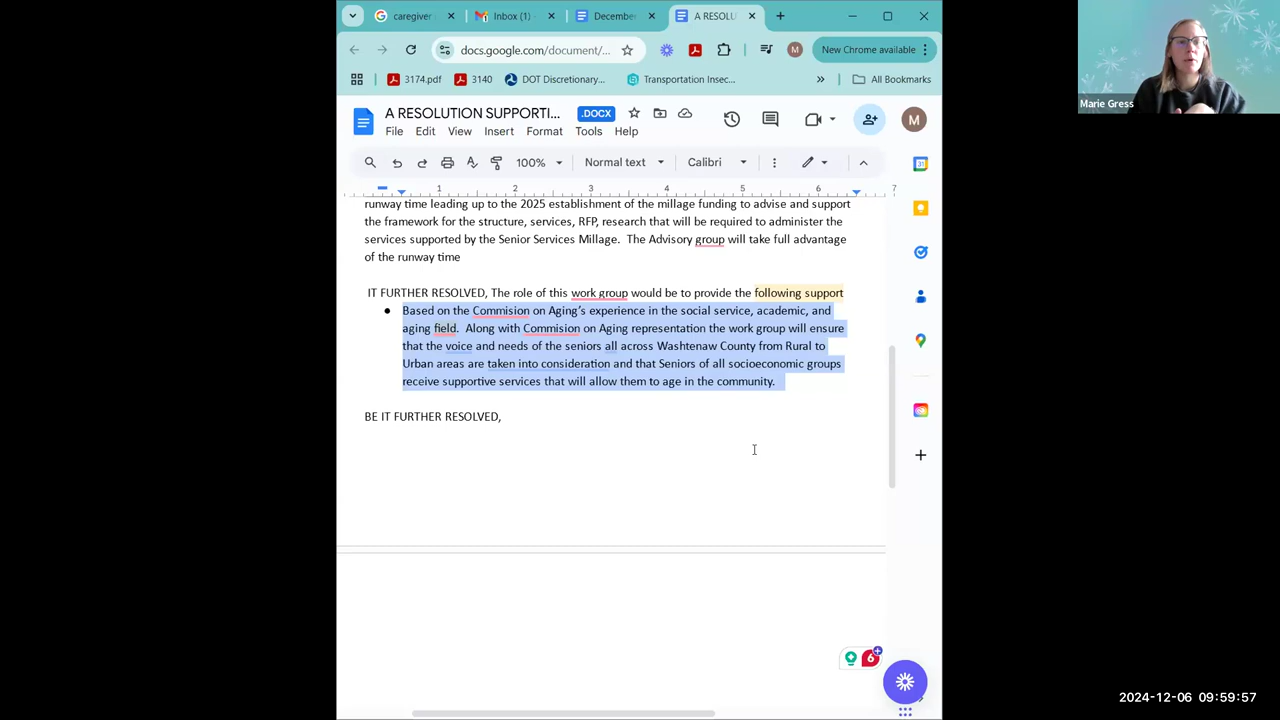 caregiver
Inbox (1)
December
A RESOLU
docs.google.com/document/...
M
New Chrome available
3174.pdf
3140
DOT Discretionary...
Transportation Insec...
»
All Bookmarks
A RESOLUTION SUPPORTI...
.DOCX
File Edit View Insert Format Tools Help
M
100%
Normal text
Calibri
1 2 3 4 5 6 7
runway time leading up to the 2025 establishment of the millage funding to advise and support
the framework for the structure, services, RFP, research that will be required to administer the
services supported by the Senior Services Millage. The Advisory group will take full advantage
of the runway time
IT FURTHER RESOLVED, The role of this work group would be to provide the following support
● Based on the Commision on Aging's experience in the social service, academic, and
aging field. Along with Commision on Aging representation the work group will ensure
that the voice and needs of the seniors all across Washtenaw County from Rural to
Urban areas are taken into consideration and that Seniors of all socioeconomic groups
receive supportive services that will allow them to age in the community.
BE IT FURTHER RESOLVED,
6
Marie Gress
2024-12-06 09:59:57